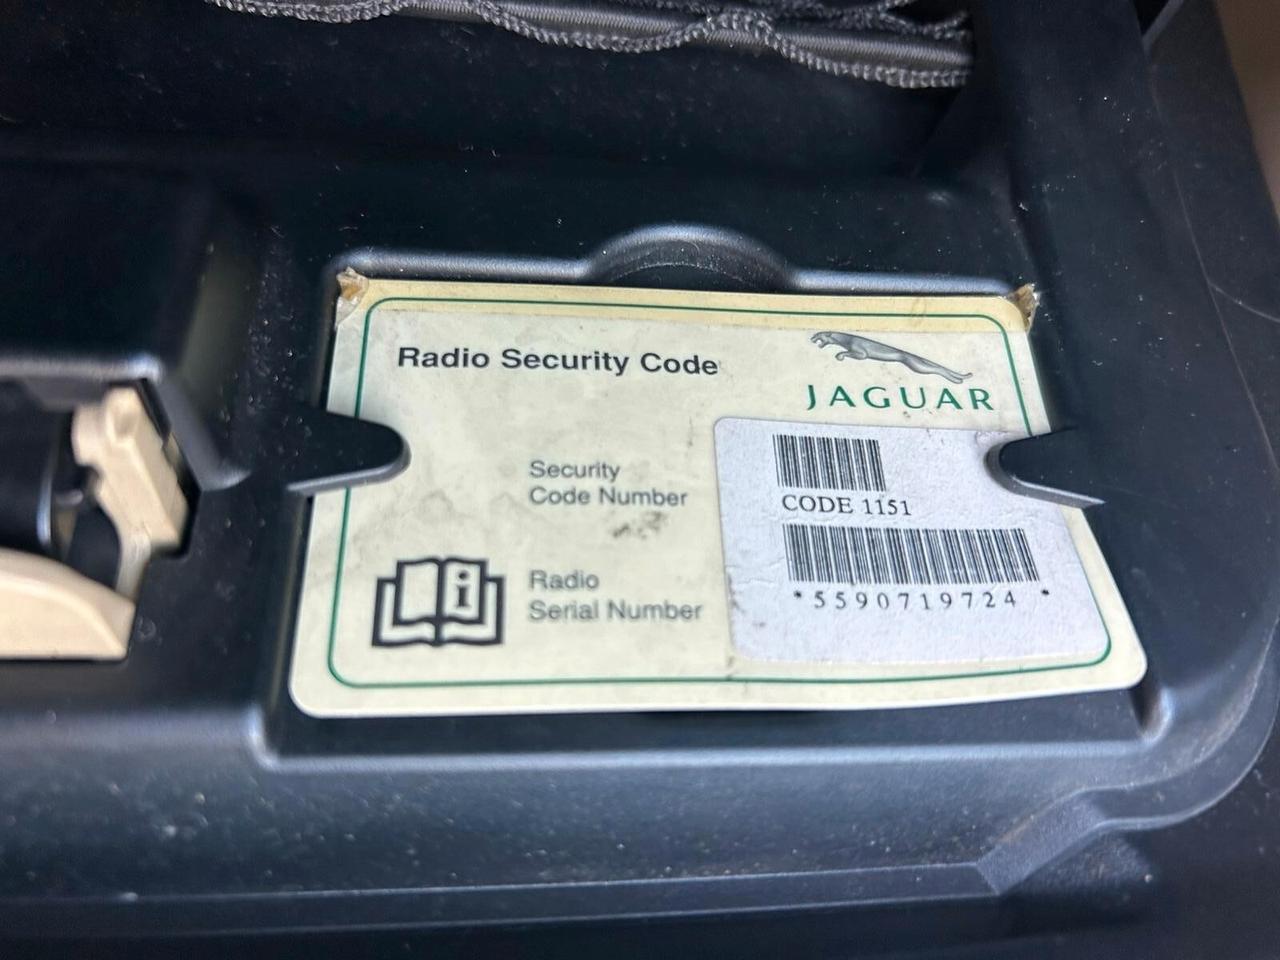 Radio Security Code
JAGUAR
Security
Code Number
CODE 1151
Radio
Serial Number
*5590719724*
i